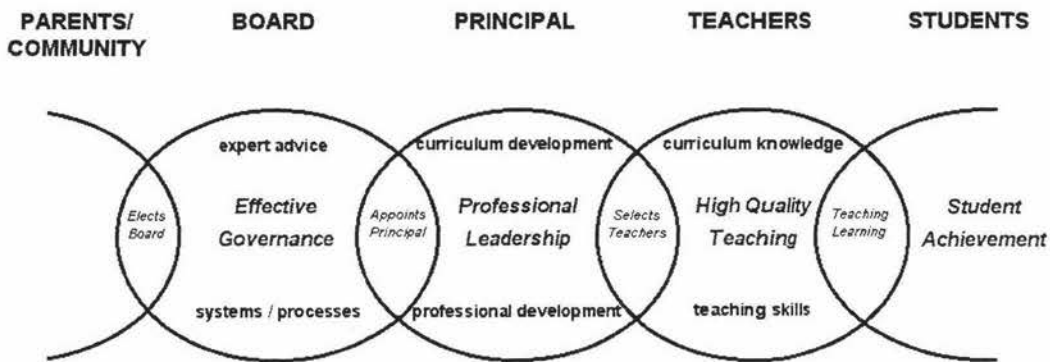 PARENTS/
COMMUNITY
BOARD
PRINCIPAL
TEACHERS
STUDENTS
expert advice
curriculum development
curriculum knowledge
Elects
Board
Effective
Governance
Appoints
Principal
Professional
Leadership
Selects
Teachers
High Quality
Teaching
Teaching
Learning
Student
Achievement
systems / processes
professional development
teaching skills